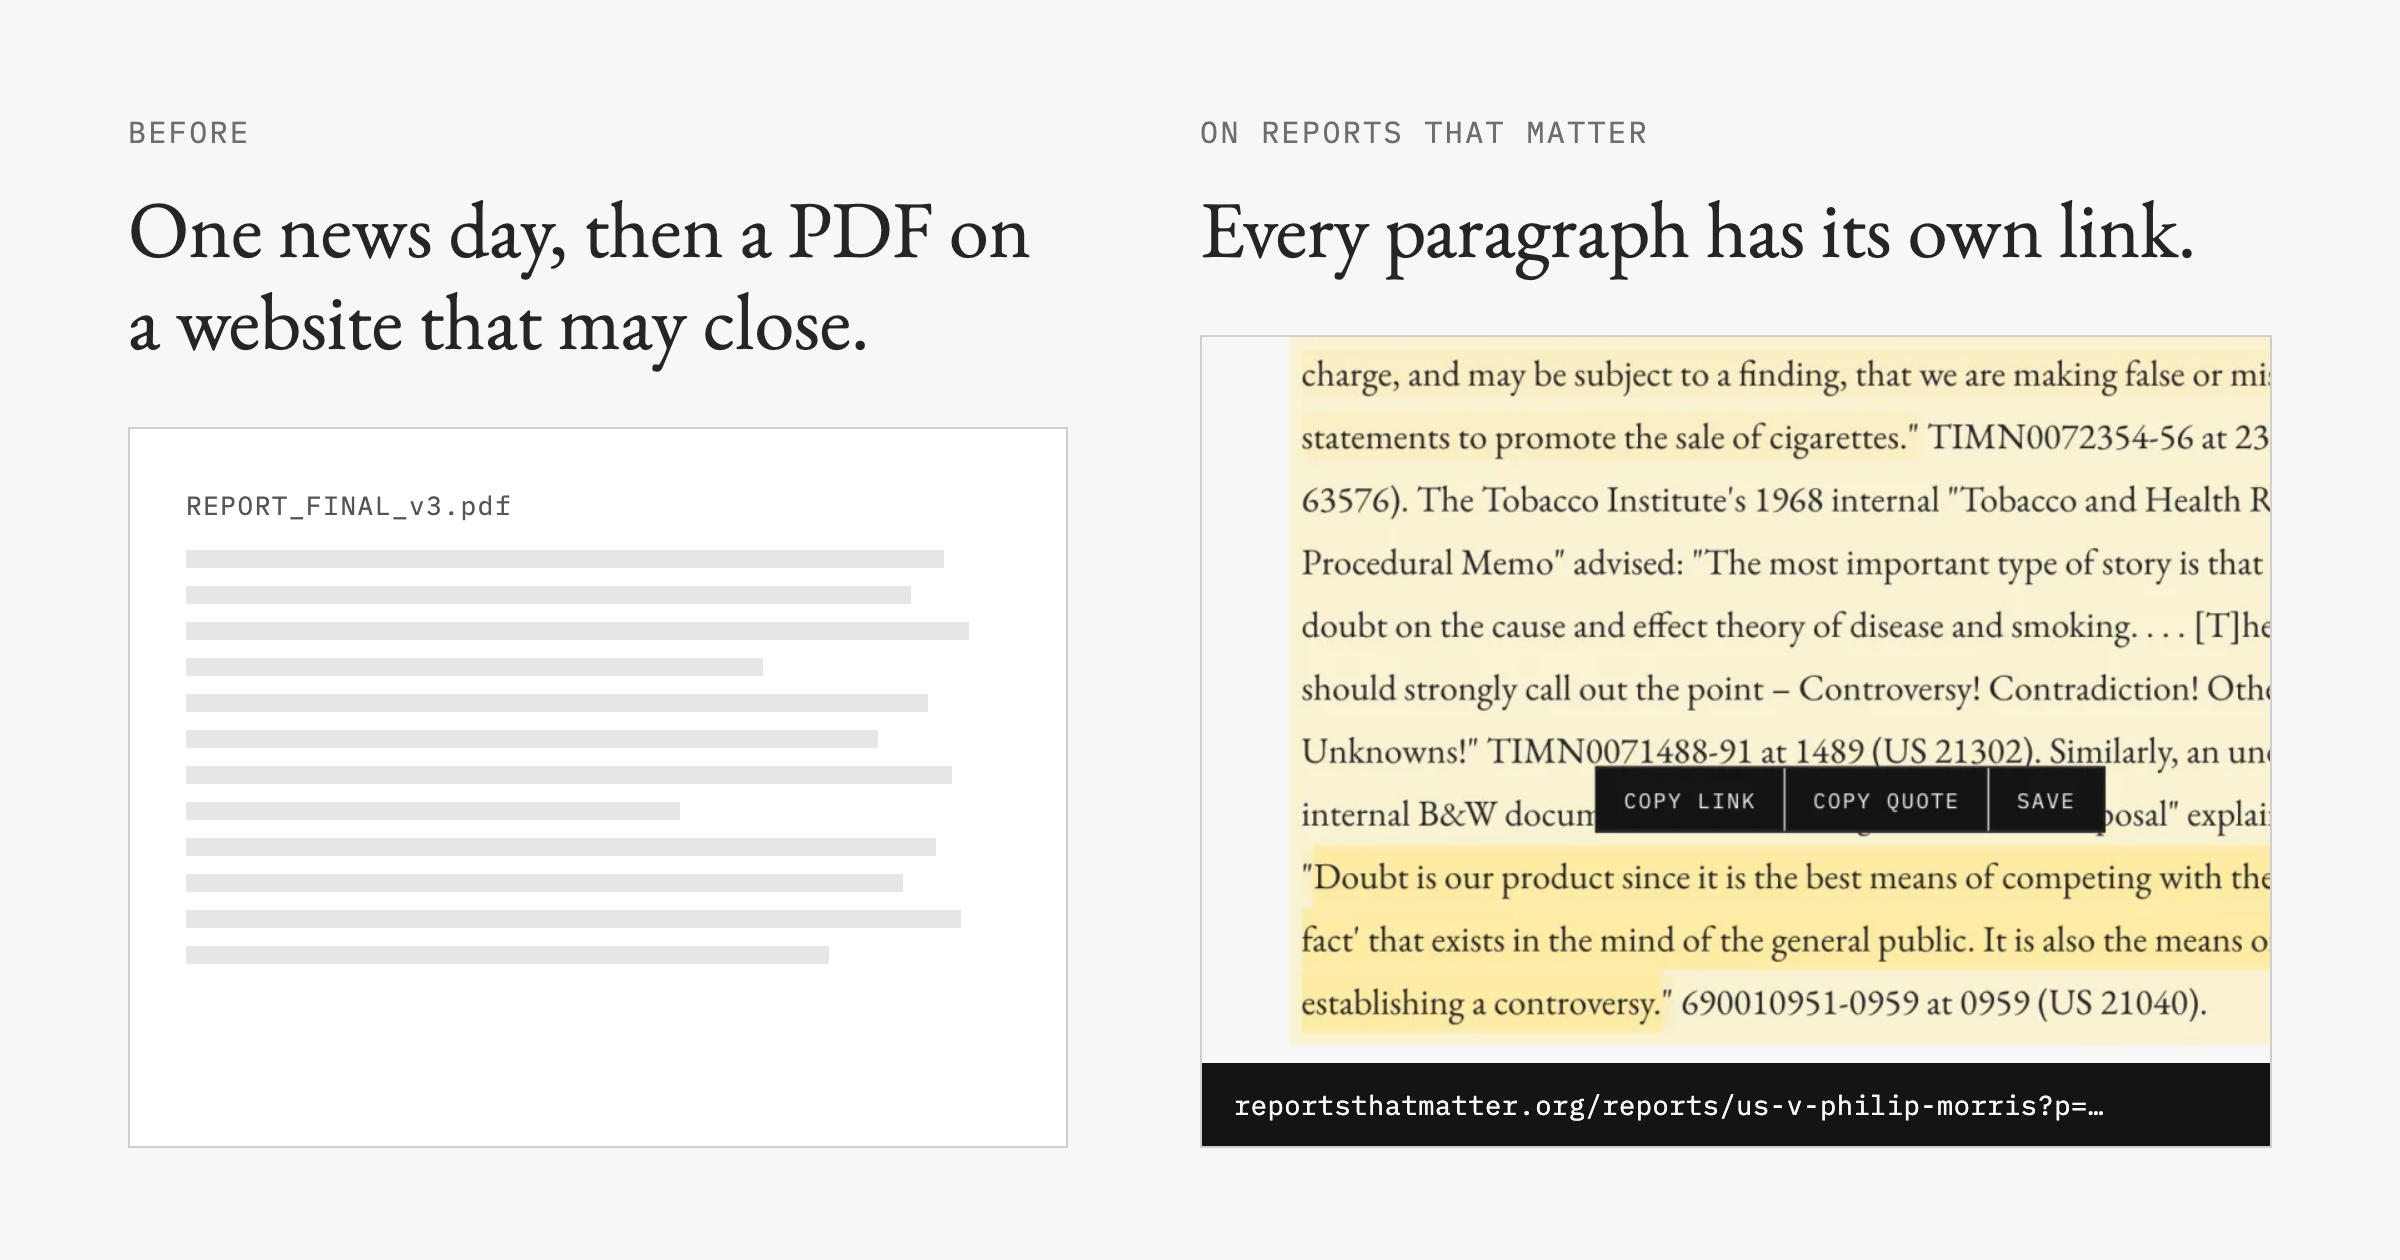 BEFORE
One news day, then a PDF on
a website that may close.
REPORT_FINAL_v3.pdf
ON REPORTS THAT MATTER
Every paragraph has its own link.
charge, and may be subject to a finding, that we are making false or
statements to promote the sale of cigarettes." TIMN0072354-56 at 23
63576). The Tobacco Institute's 1968 internal "Tobacco and Health R
Procedural Memo" advised: "The most important type of story is that
doubt on the cause and effect theory of disease and smoking. . . . [T]he
should strongly call out the point – Controversy! Contradiction! Othe
Unknowns!" TIMN0071488-91 at 1489 (US 21302). Similarly, an
internal B&W docum
COPY LINK COPY QUOTE SAVE
posal" explai
"Doubt is our product since it is the best means of competing with the
fact' that exists in the mind of the general public. It is also the means o
establishing a controversy." 690010951-0959 at 0959 (US 21040).
reportsthatmatter.org/reports/us-v-philip-morris?p=…